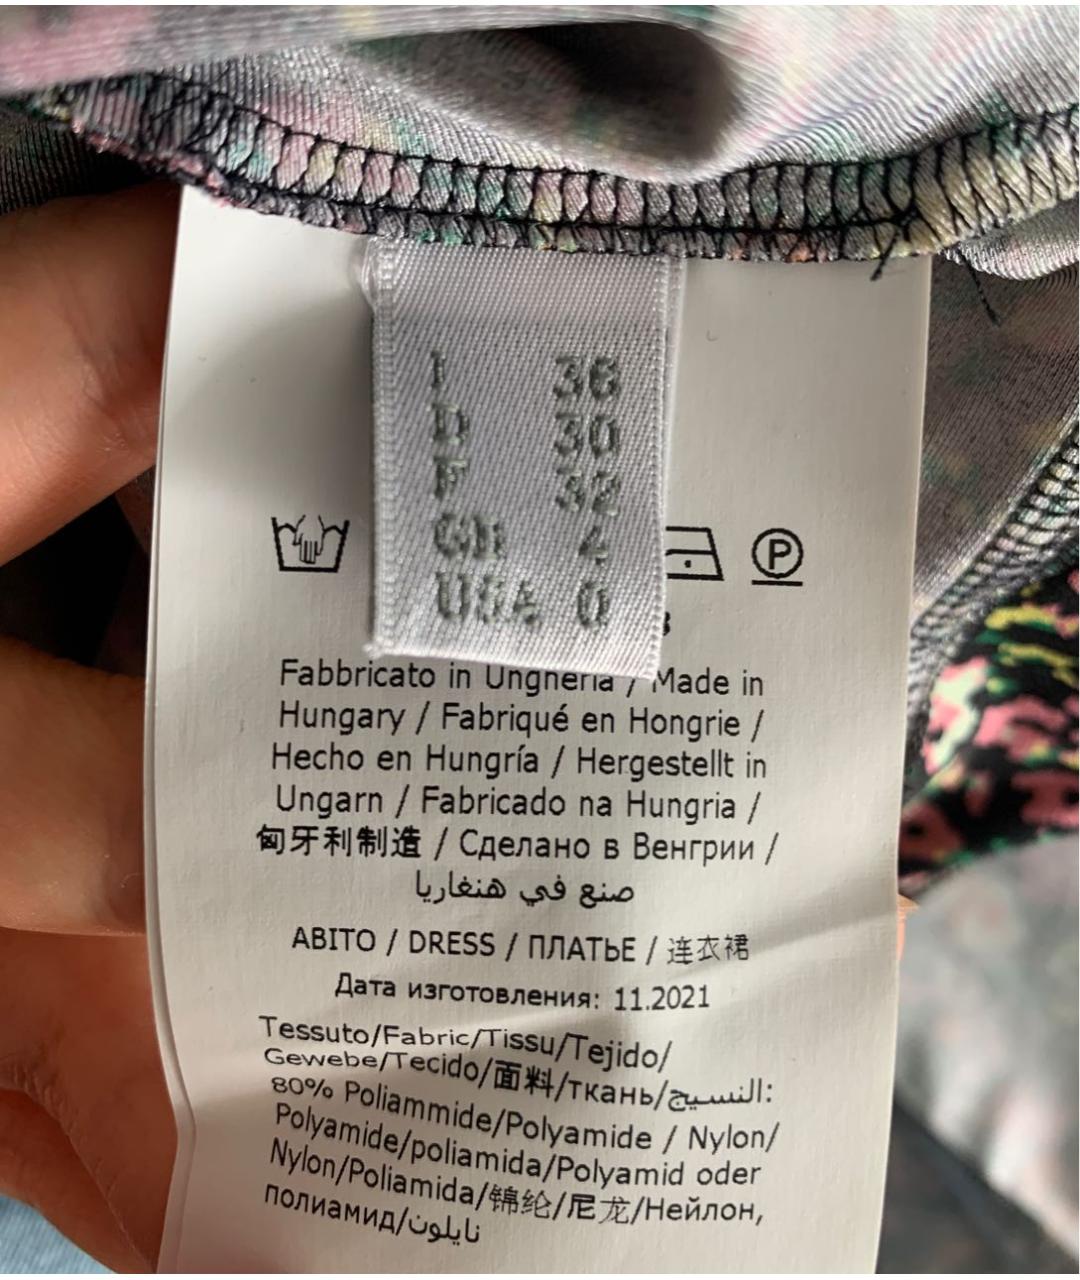 I 36
D 30
F 32
GB 4
USA 0
P
Fabbricato in Ungheria / Made in
Hungary / Fabriqué en Hongrie /
Hecho en Hungría / Hergestellt in
Ungarn / Fabricado na Hungria /
匈牙利制造 / Сделано в Венгрии /
صنع في هنغاريا
ABITO / DRESS / ПЛАТЬЕ / 连衣裙
Дата изготовления: 11.2021
Tessuto/Fabric/Tissu/Tejido/
Gewebe/Tecido/面料/ткань/النسيج:
80% Poliammide/Polyamide / Nylon/
Polyamide/poliamida/Polyamid oder
Nylon/Poliamida/锦纶/尼龙/Нейлон,
полиамид/نايلون